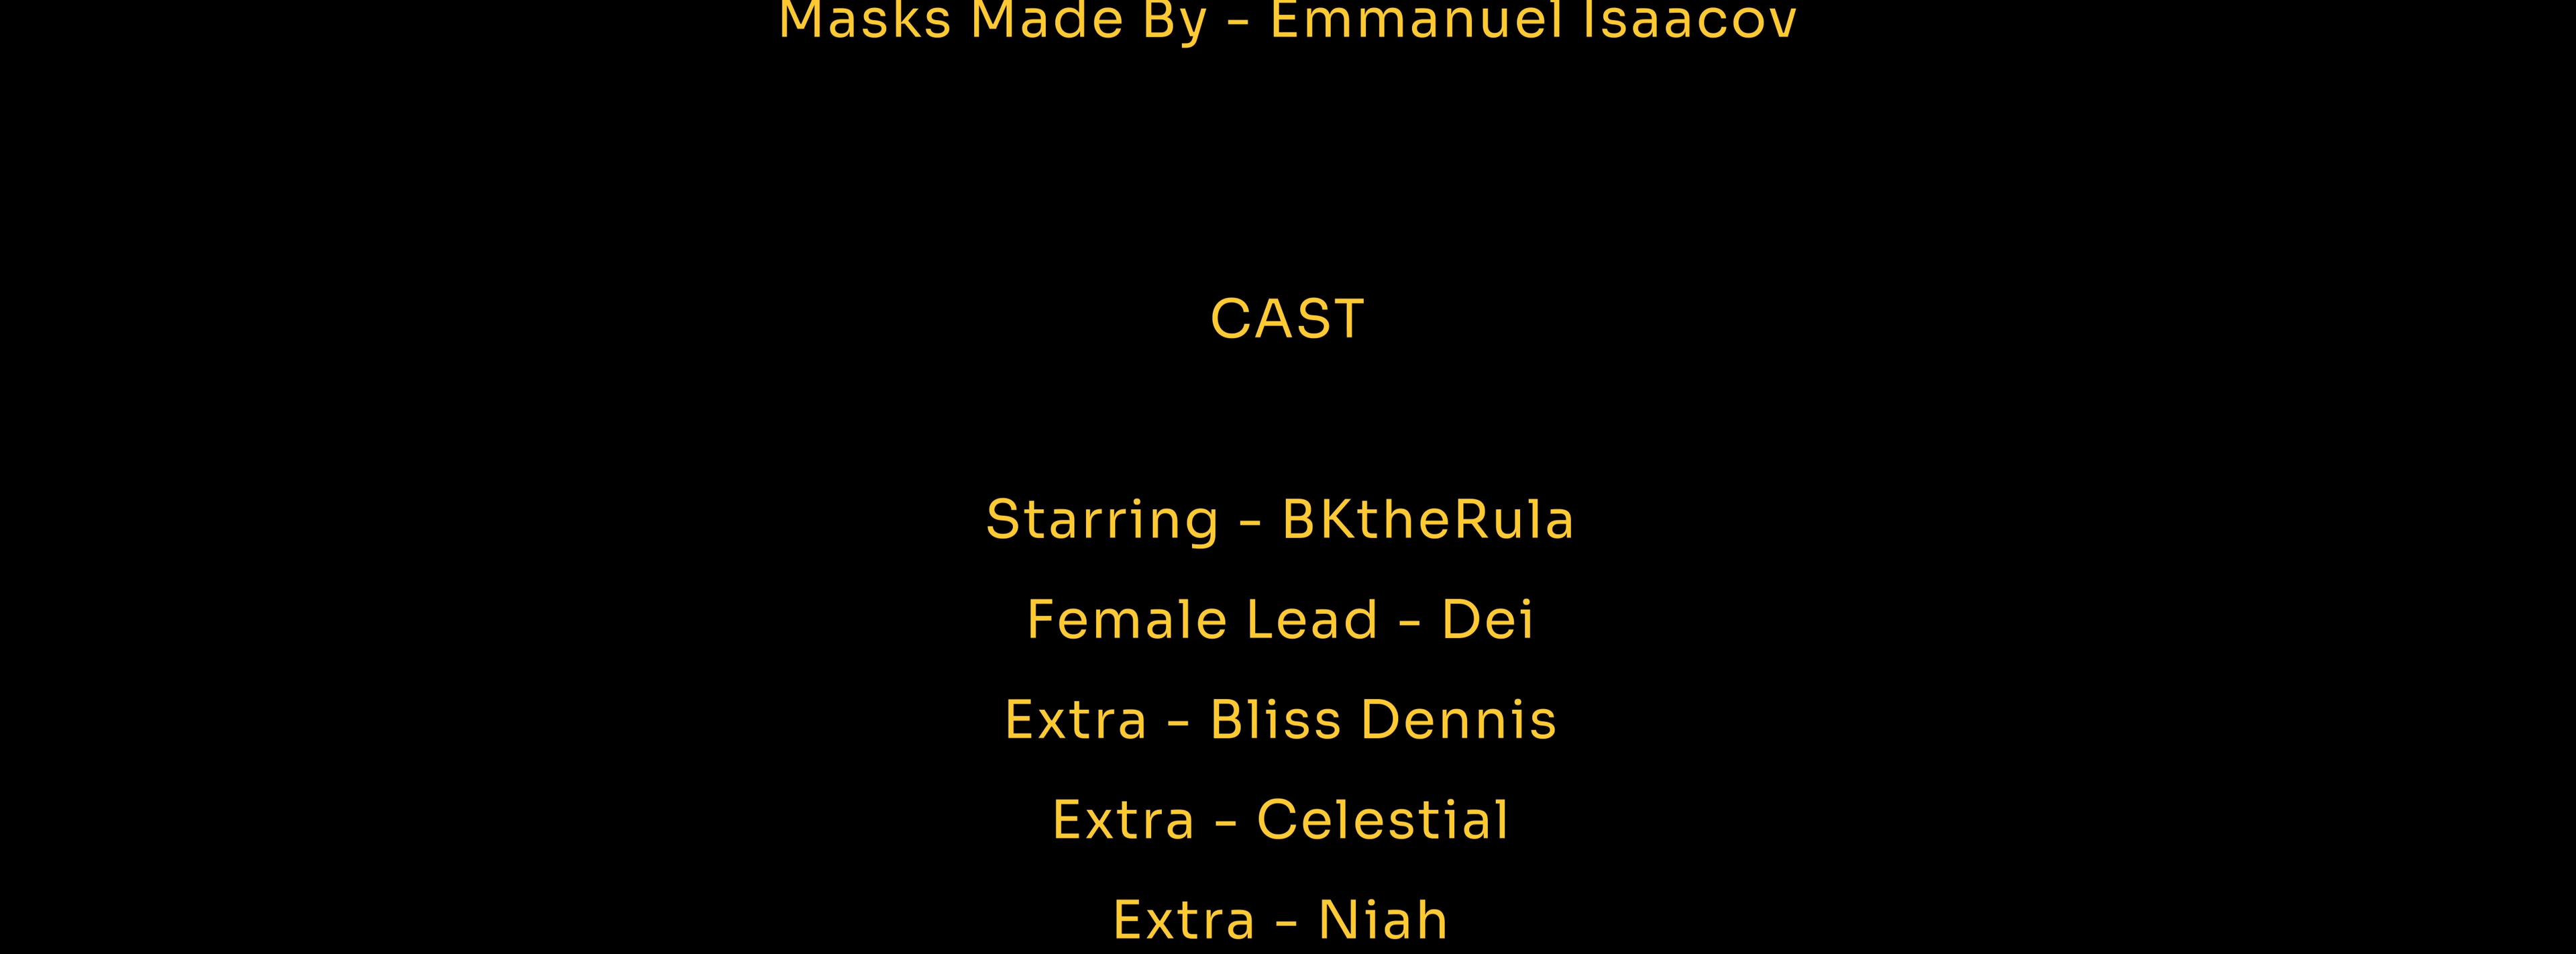 Masks Made By - Emmanuel Isaacov
CAST
Starring - BKtheRula
Female Lead - Dei
Extra - Bliss Dennis
Extra - Celestial
Extra - Niah